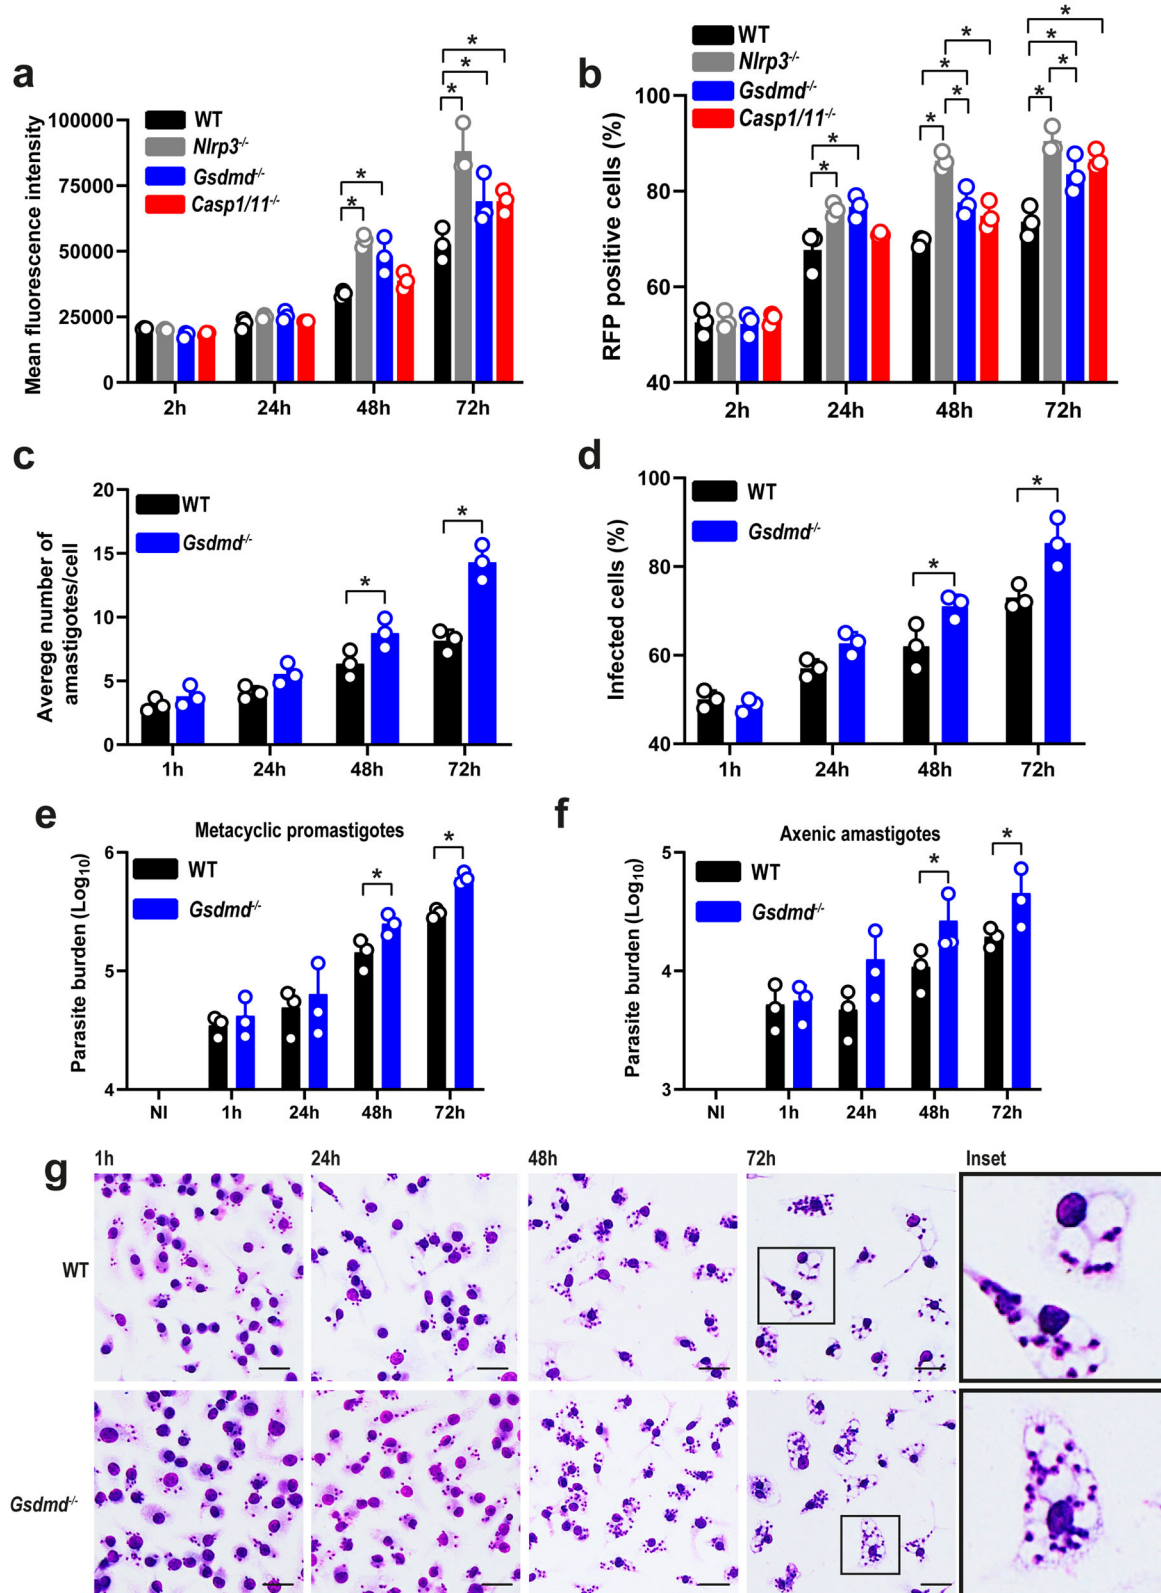 a
Mean fluorescence intensity
WT
Nlrp3-/-
Gsdmd-/-
Casp1/11-/-
* * *
* *
100000
75000
50000
25000
0
2h 24h 48h 72h
b
RFP positive cells (%)
WT
Nlrp3-/-
Gsdmd-/-
Casp1/11-/-
* *
* * * *
* * * *
100
80
60
40
2h 24h 48h 72h
c
Averege number of
amastigotes/cell
WT
Gsdmd-/-
* *
20
15
10
5
0
1h 24h 48h 72h
d
Infected cells (%)
WT
Gsdmd-/-
* *
100
80
60
40
1h 24h 48h 72h
e
Metacyclic promastigotes
Parasite burden (Log10)
WT
Gsdmd-/-
* *
6
5
4
NI 1h 24h 48h 72h
f
Axenic amastigotes
Parasite burden (Log10)
WT
Gsdmd-/-
* *
5
4
3
NI 1h 24h 48h 72h
g
1h 24h 48h 72h Inset
WT
Gsdmd-/-